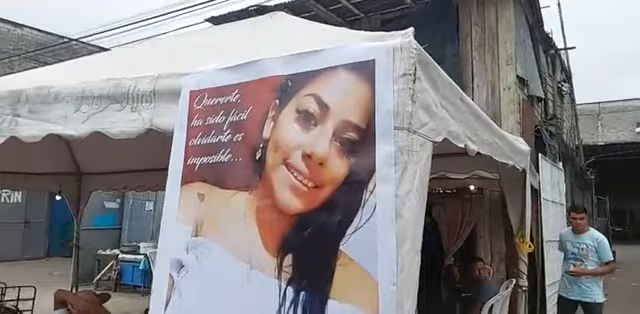 Quererte,
ha sido fácil
olvidarte es
imposible...